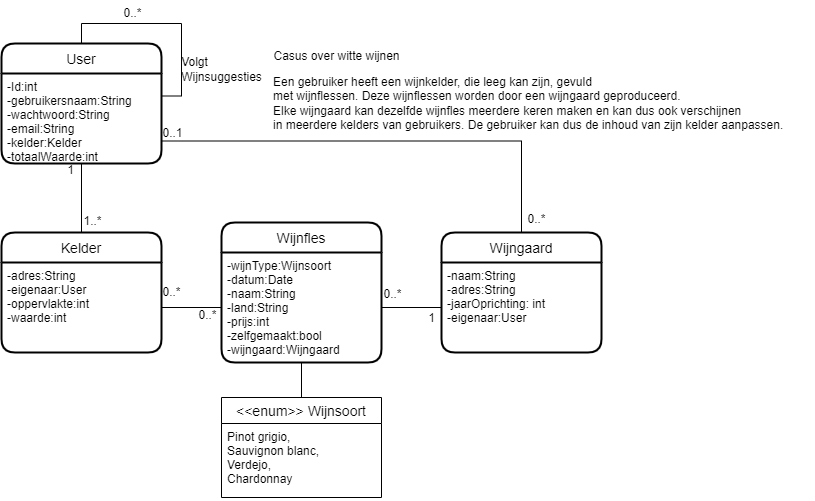 0..*
User
-Id:int
-gebruikersnaam:String
-wachtwoord:String
-email:String
-kelder:Kelder
-totaalWaarde:int
Volgt
Wijnsuggesties
Casus over witte wijnen
Een gebruiker heeft een wijnkelder, die leeg kan zijn, gevuld
met wijnflessen. Deze wijnflessen worden door een wijngaard geproduceerd.
Elke wijngaard kan dezelfde wijnfles meerdere keren maken en kan dus ook verschijnen
in meerdere kelders van gebruikers. De gebruiker kan dus de inhoud van zijn kelder aanpassen.
0..1
1
1..*
0..*
Kelder
-adres:String
-eigenaar:User
-oppervlakte:int
-waarde:int
0..*
0..*
Wijnfles
-wijnType:Wijnsoort
-datum:Date
-naam:String
-land:String
-prijs:int
-zelfgemaakt:bool
-wijngaard:Wijngaard
0..*
1
Wijngaard
-naam:String
-adres:String
-jaarOprichting: int
-eigenaar:User
<<enum>> Wijnsoort
Pinot grigio,
Sauvignon blanc,
Verdejo,
Chardonnay